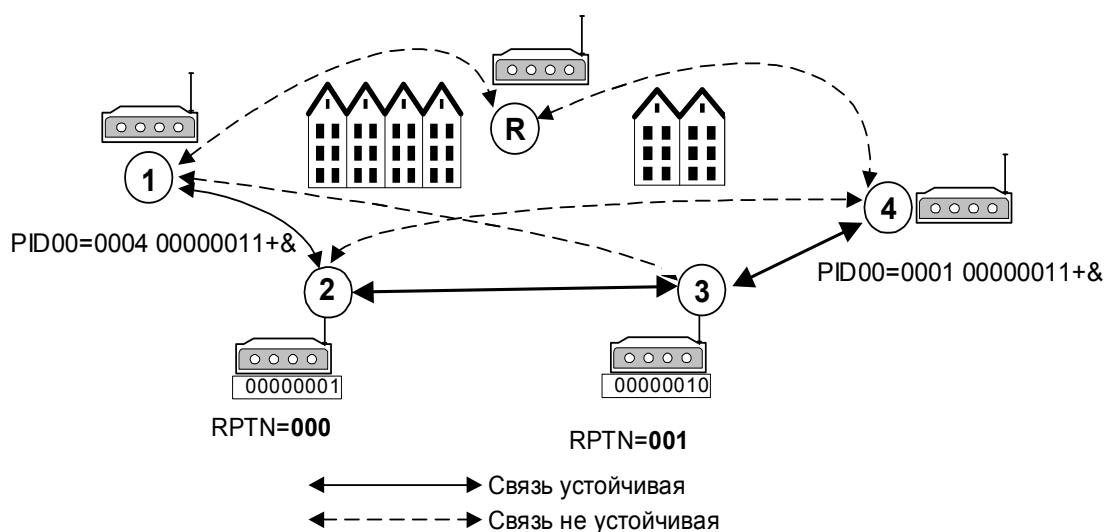 R
1
4
PID00=0004 00000011+&
PID00=0001 00000011+&
2
3
00000001
00000010
RPTN=000
RPTN=001
Связь устойчивая
Связь не устойчивая